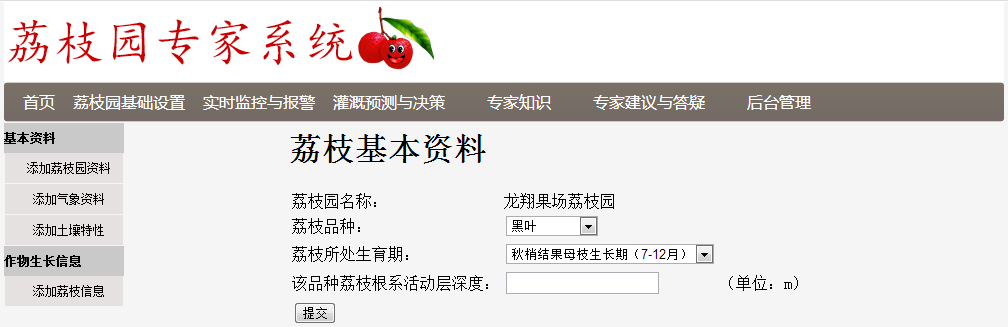 荔枝园专家系统
首页 荔枝园基础设置 实时监控与报警 灌溉预测与决策 专家知识 专家建议与答疑 后台管理
基本资料
添加荔枝园资料
添加气象资料
添加土壤特性
作物生长信息
添加荔枝信息
荔枝基本资料
荔枝园名称： 龙翔果场荔枝园
荔枝品种： 黑叶
荔枝所处生育期： 秋梢结果母枝生长期（7-12月）
该品种荔枝根系活动层深度： （单位：m）
提交